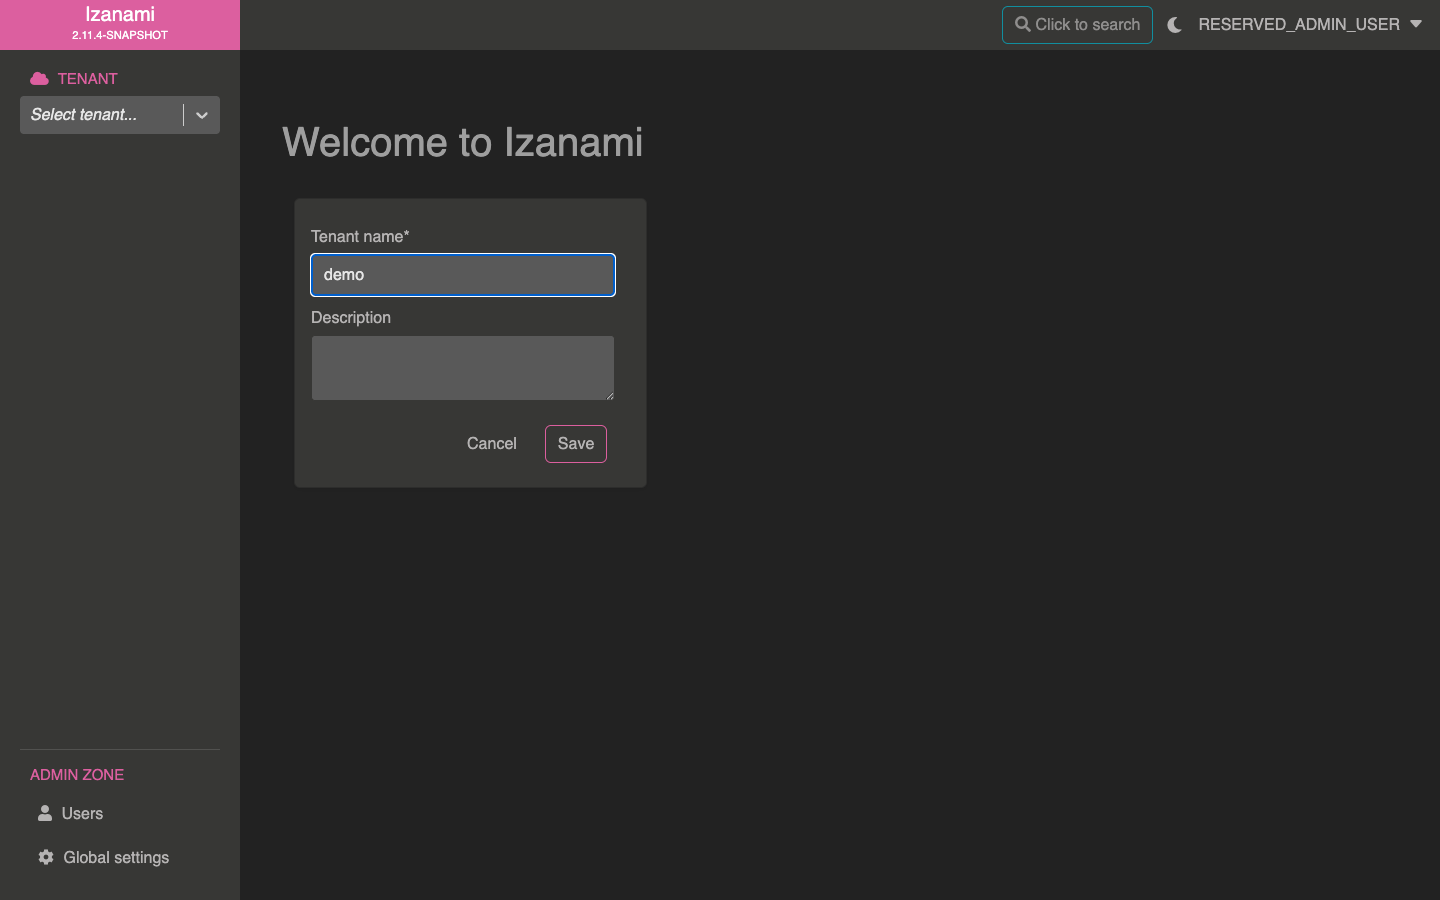 Izanami
2.11.4-SNAPSHOT
Click to search
RESERVED_ADMIN_USER
TENANT
Select tenant...
Welcome to Izanami
Tenant name*
demo
Description
Cancel
Save
ADMIN ZONE
Users
Global settings